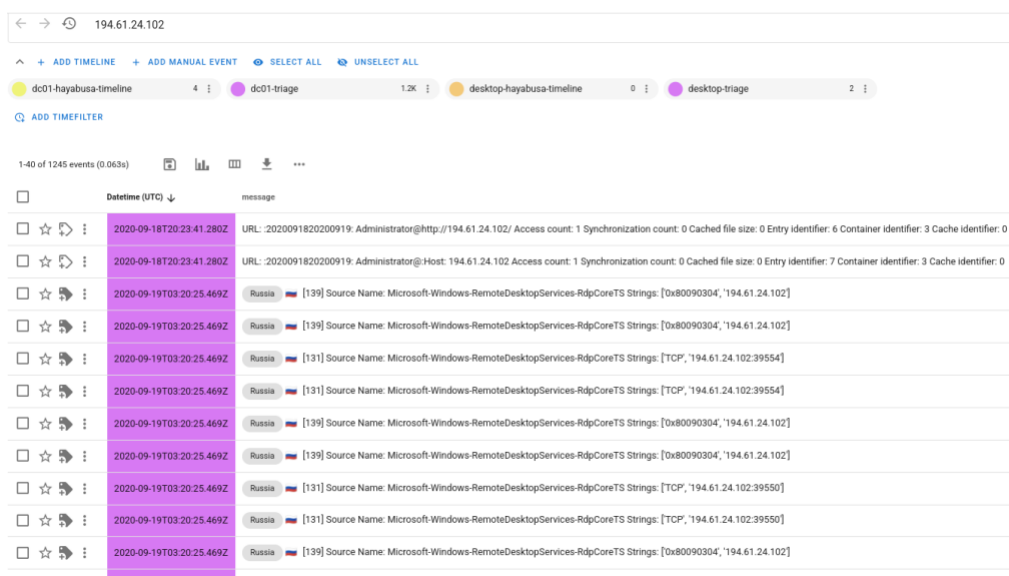 194.61.24.102
ADD TIMELINE ADD MANUAL EVENT SELECT ALL UNSELECT ALL
dc01-hayabusa-timeline 4 dc01-triage 1.2K desktop-hayabusa-timeline 0 desktop-triage 2
ADD TIMEFILTER
1-40 of 1245 events (0.063s)
Datetime (UTC) message
2020-09-18T20:23:41.280Z URL: :2020091820200919: Administrator@http://194.61.24.102/ Access count: 1 Synchronization count: 0 Cached file size: 0 Entry identifier: 6 Container identifier: 3 Cache identifier: 0
2020-09-18T20:23:41.280Z URL: :2020091820200919: Administrator@:Host: 194.61.24.102 Access count: 1 Synchronization count: 0 Cached file size: 0 Entry identifier: 7 Container identifier: 3 Cache identifier: 0
2020-09-19T03:20:25.469Z Russia [139] Source Name: Microsoft-Windows-RemoteDesktopServices-RdpCoreTS Strings: ['0x80090304', '194.61.24.102']
2020-09-19T03:20:25.469Z Russia [139] Source Name: Microsoft-Windows-RemoteDesktopServices-RdpCoreTS Strings: ['0x80090304', '194.61.24.102']
2020-09-19T03:20:25.469Z Russia [131] Source Name: Microsoft-Windows-RemoteDesktopServices-RdpCoreTS Strings: ['TCP', '194.61.24.102:39554']
2020-09-19T03:20:25.469Z Russia [131] Source Name: Microsoft-Windows-RemoteDesktopServices-RdpCoreTS Strings: ['TCP', '194.61.24.102:39554']
2020-09-19T03:20:25.469Z Russia [139] Source Name: Microsoft-Windows-RemoteDesktopServices-RdpCoreTS Strings: ['0x80090304', '194.61.24.102']
2020-09-19T03:20:25.469Z Russia [139] Source Name: Microsoft-Windows-RemoteDesktopServices-RdpCoreTS Strings: ['0x80090304', '194.61.24.102']
2020-09-19T03:20:25.469Z Russia [131] Source Name: Microsoft-Windows-RemoteDesktopServices-RdpCoreTS Strings: ['TCP', '194.61.24.102:39550']
2020-09-19T03:20:25.469Z Russia [131] Source Name: Microsoft-Windows-RemoteDesktopServices-RdpCoreTS Strings: ['TCP', '194.61.24.102:39550']
2020-09-19T03:20:25.469Z Russia [139] Source Name: Microsoft-Windows-RemoteDesktopServices-RdpCoreTS Strings: ['0x80090304', '194.61.24.102']